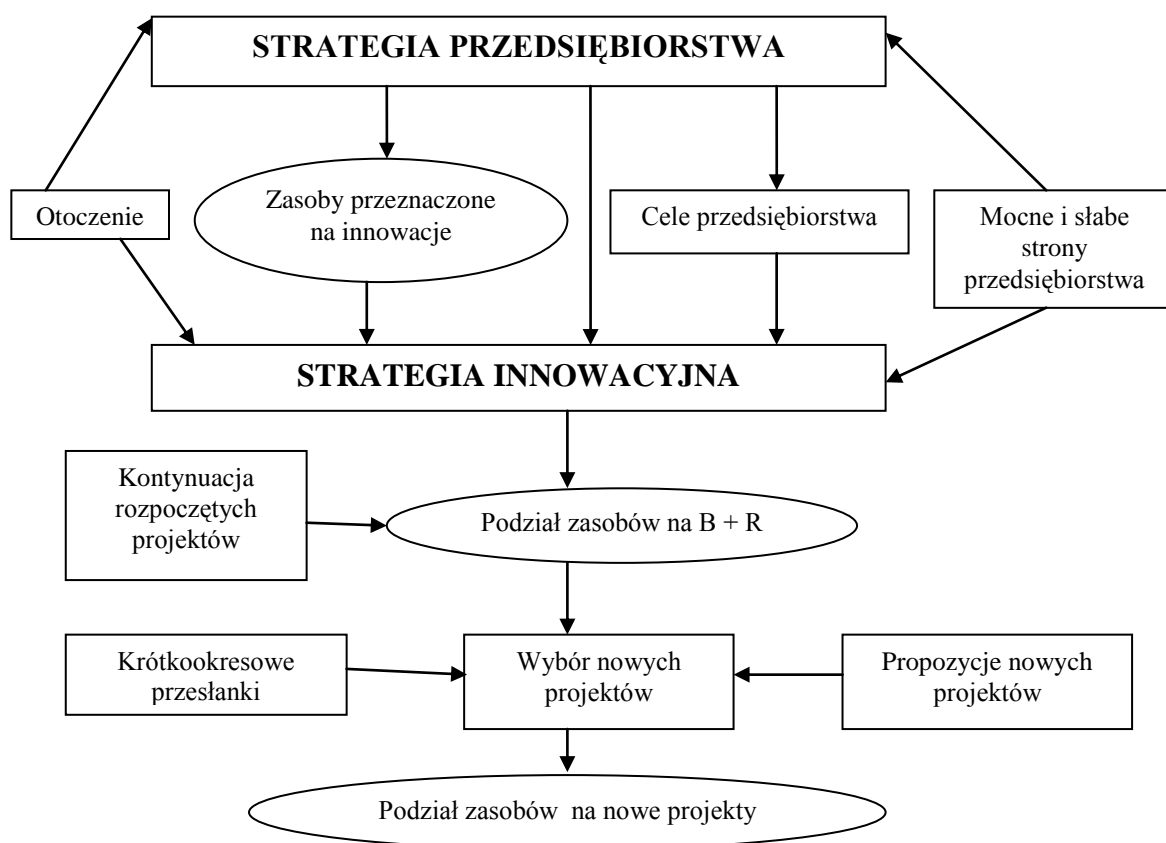 STRATEGIA PRZEDSIĘBIORSTWA
Otoczenie
Zasoby przeznaczone
na innowacje
Cele przedsiębiorstwa
Mocne i słabe
strony
przedsiębiorstwa
STRATEGIA INNOWACYJNA
Kontynuacja
rozpoczętych
projektów
Podział zasobów na B + R
Krótkookresowe
przesłanki
Wybór nowych
projektów
Propozycje nowych
projektów
Podział zasobów na nowe projekty